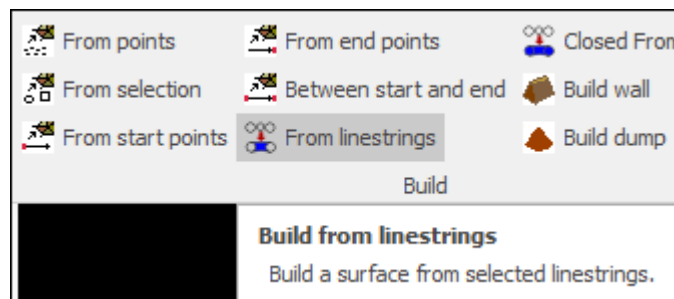 From points
From end points
Closed From
From selection
Between start and end
Build wall
From start points
From linestrings
Build dump
Build
Build from linestrings
Build a surface from selected linestrings.